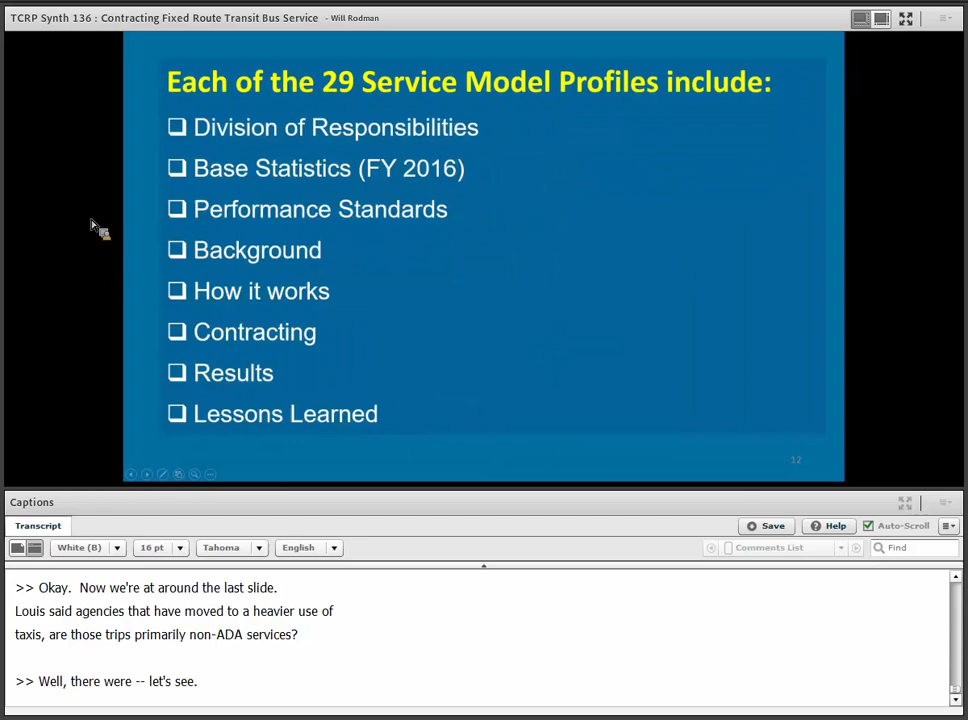 TCRP Synth 136 : Contracting Fixed Route Transit Bus Service - Will Rodman
Each of the 29 Service Model Profiles include:
❑ Division of Responsibilities
❑ Base Statistics (FY 2016)
❑ Performance Standards
❑ Background
❑ How it works
❑ Contracting
❑ Results
❑ Lessons Learned
12
Captions
Transcript
Save
Help
Auto-Scroll
White (B)
16 pt
Tahoma
English
Comments List
Find
>> Okay. Now we're at around the last slide.
Louis said agencies that have moved to a heavier use of
taxis, are those trips primarily non-ADA services?
>> Well, there were -- let's see.